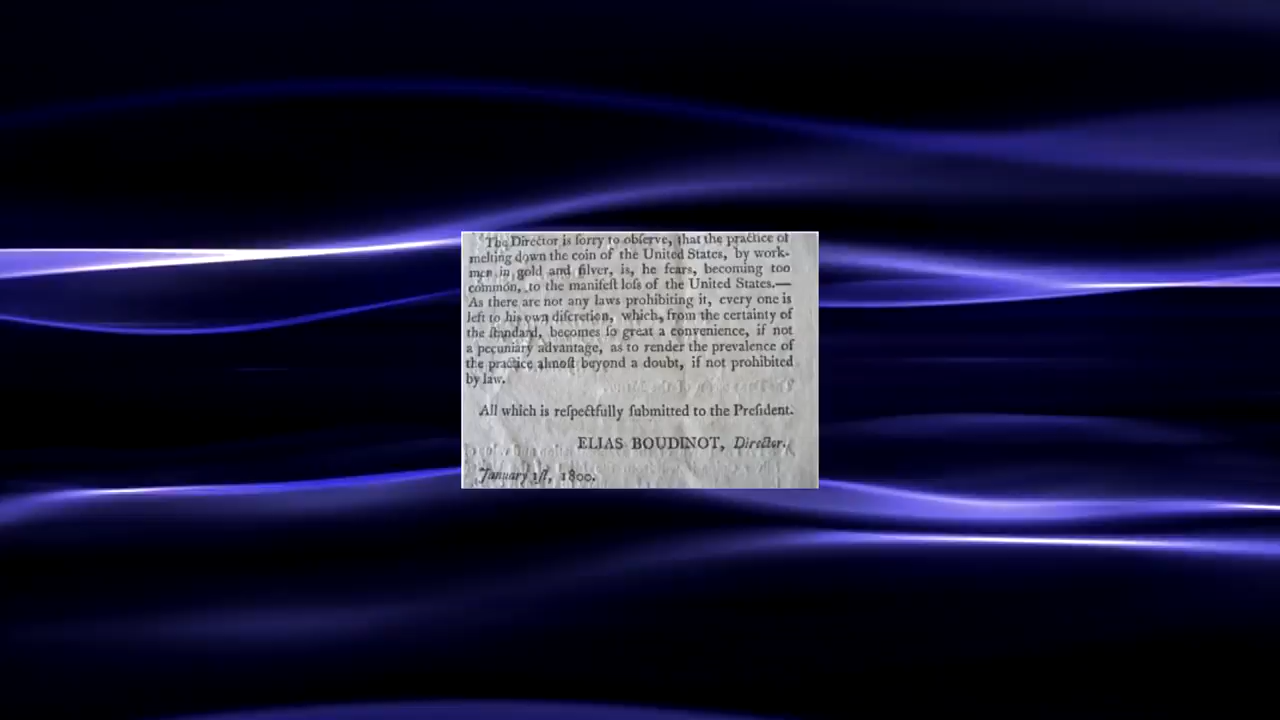 The Director is ſorry to obſerve, that the practice of
melting down the coin of the United States, by work-
men in gold and ſilver, is, he fears, becoming too
common, to the manifeſt loſs of the United States.—
As there are not any laws prohibiting it, every one is
left to his own diſcretion, which, from the certainty of
the ſtandard, becomes ſo great a convenience, if not
a pecuniary advantage, as to render the prevalence of
the practice almoſt beyond a doubt, if not prohibited
by law.
All which is reſpectfully ſubmitted to the Preſident.
ELIAS BOUDINOT, Director.
January 1ſt, 1800.